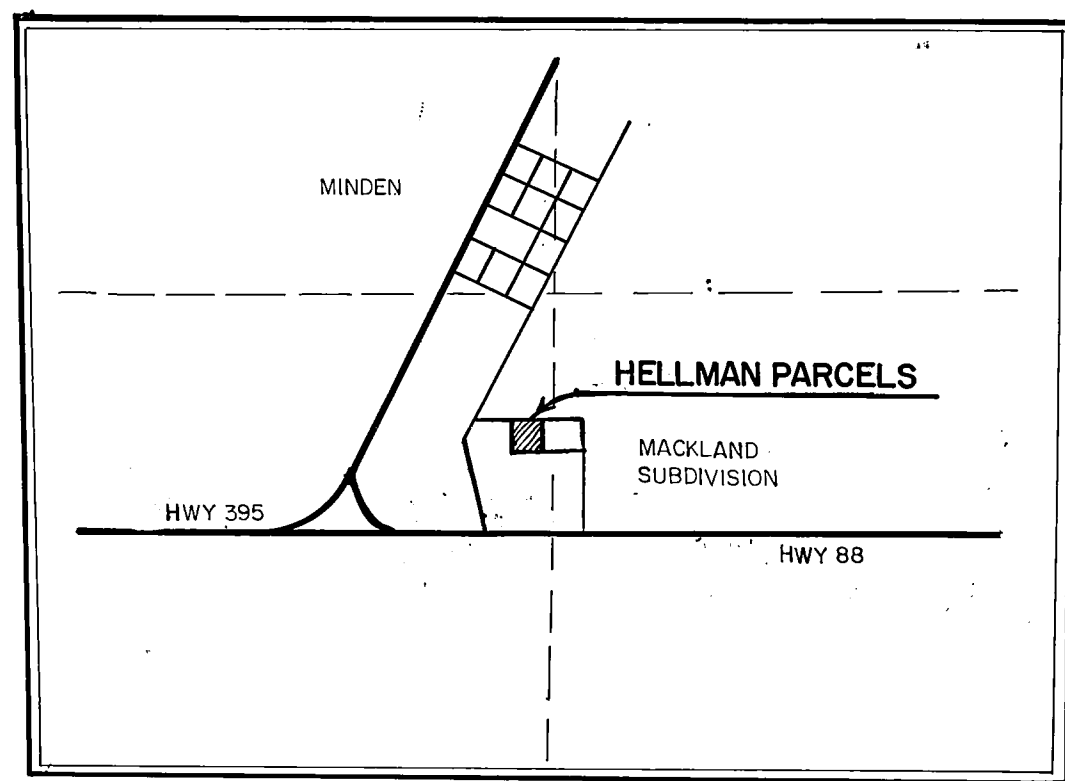 MINDEN
HELLMAN PARCELS
MACKLAND
SUBDIVISION
HWY 395
HWY 88